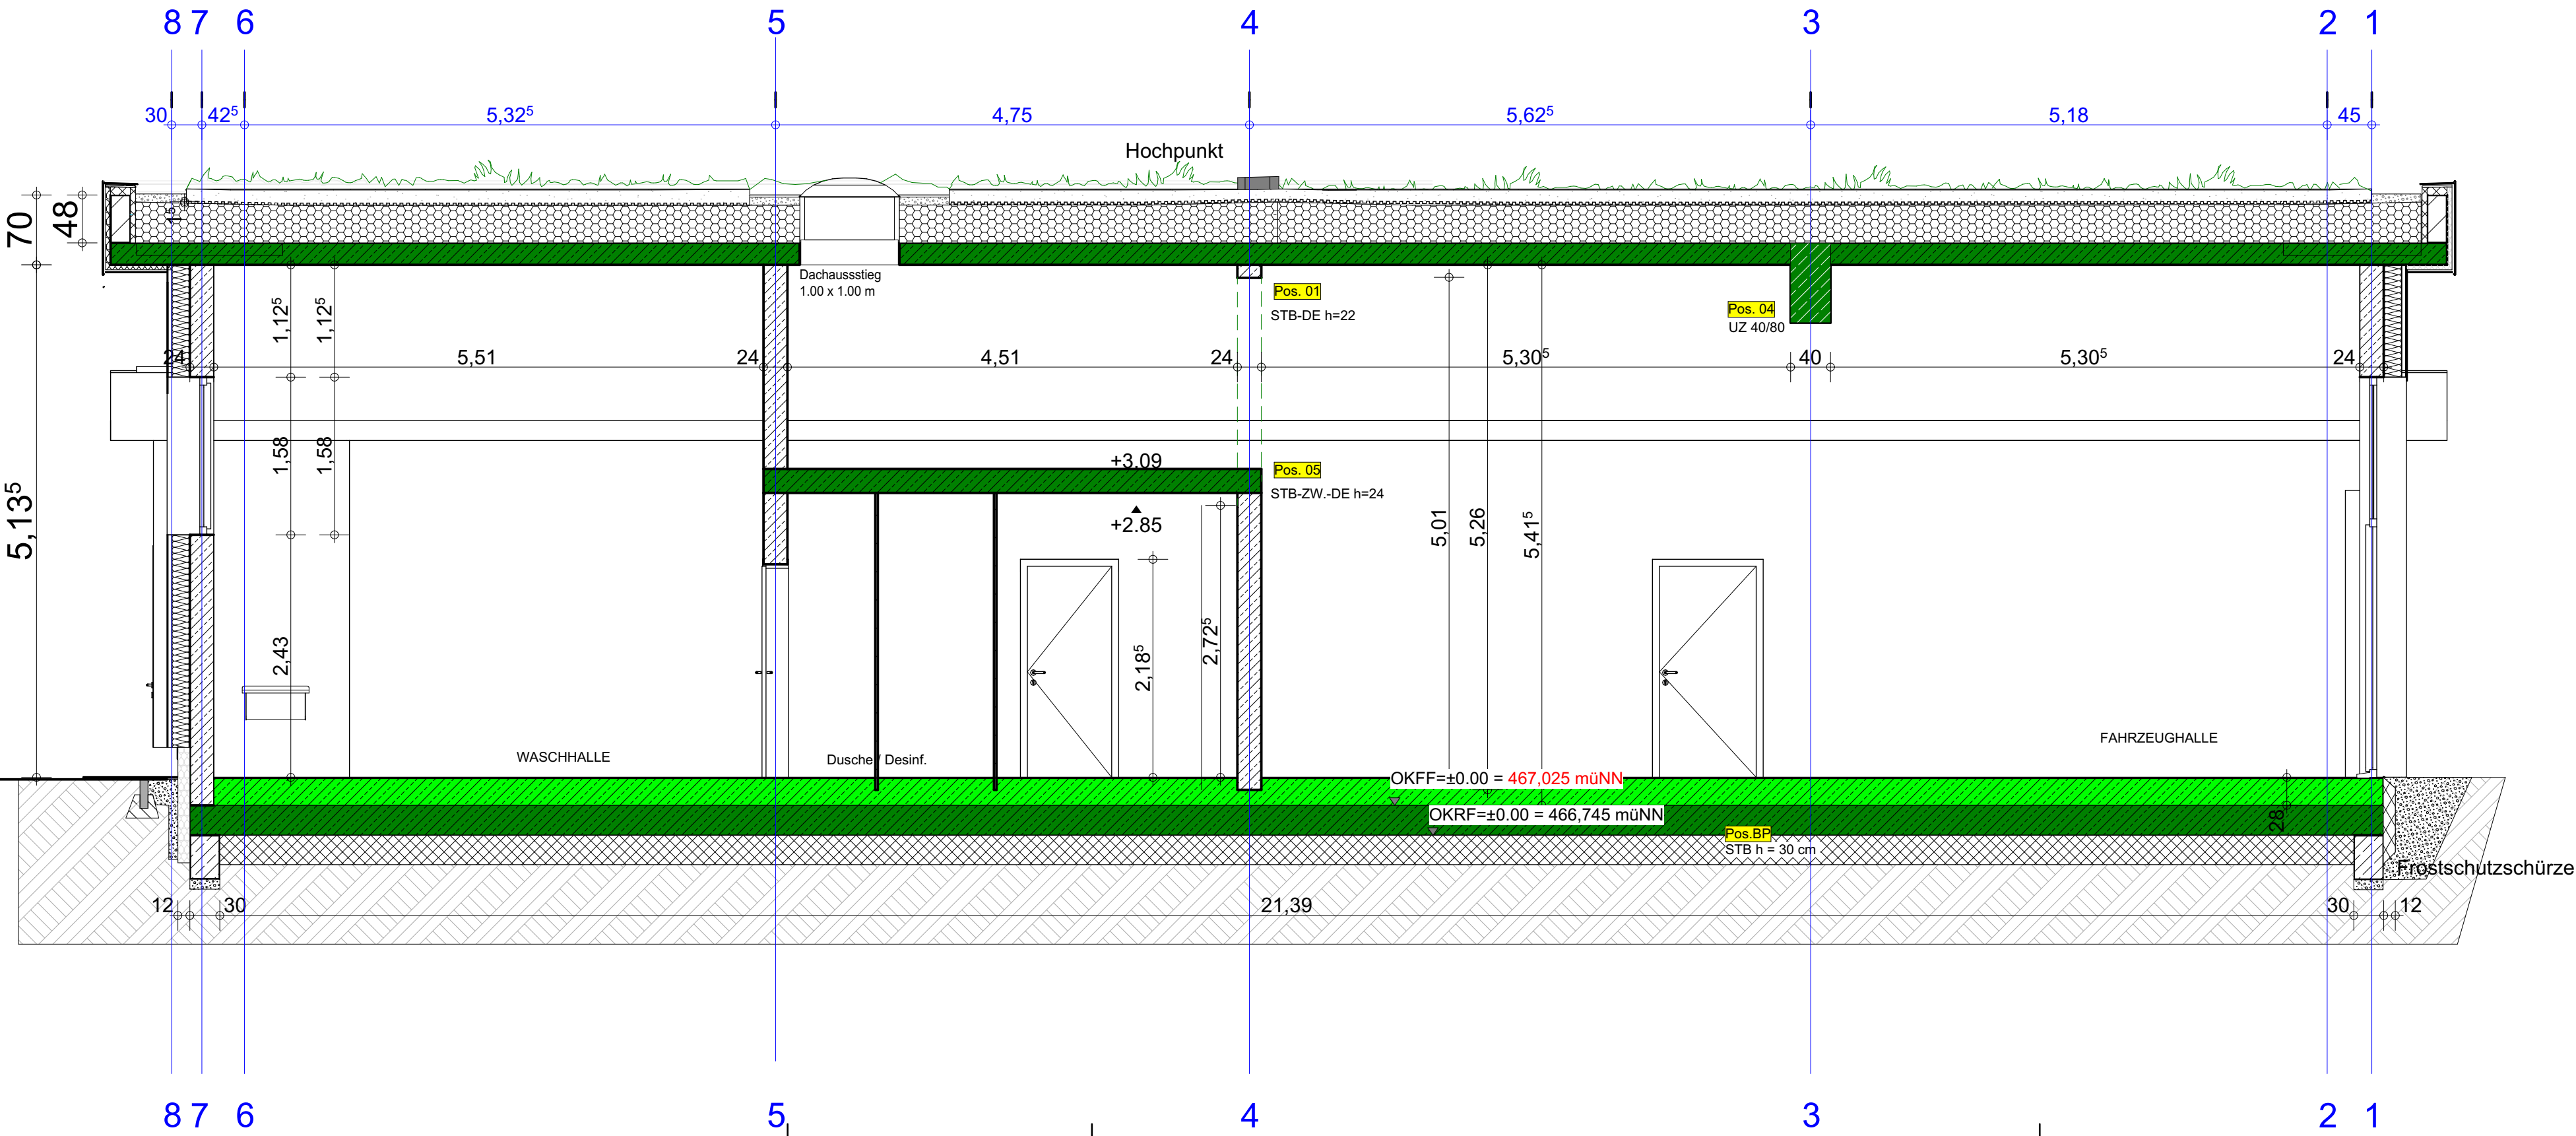 8 7 6 5 4 3 2 1
30 42⁵ 5,32⁵ 4,75 5,62⁵ 5,18 45
Hochpunkt
70
48
1⁵
Dachaussstieg
1.00 x 1.00 m
Pos. 01
STB-DE h=22
Pos. 04
UZ 40/80
1,12⁵
1,12⁵
24 5,51 24 4,51 24 5,30⁵ 40 5,30⁵ 24
1,58
1,58
+3,09
Pos. 05
STB-ZW.-DE h=24
+2.85
5,13⁵
5,01
5,26
5,41⁵
2,43
2,18⁵
2,72⁵
WASCHHALLE
Dusche / Desinf.
FAHRZEUGHALLE
OKFF=±0.00 = 467,025 müNN
OKRF=±0.00 = 466,745 müNN
28
Pos.BP
STB h = 30 cm
Frostschutzschürze
12 30 21,39 30 12
8 7 6 5 4 3 2 1